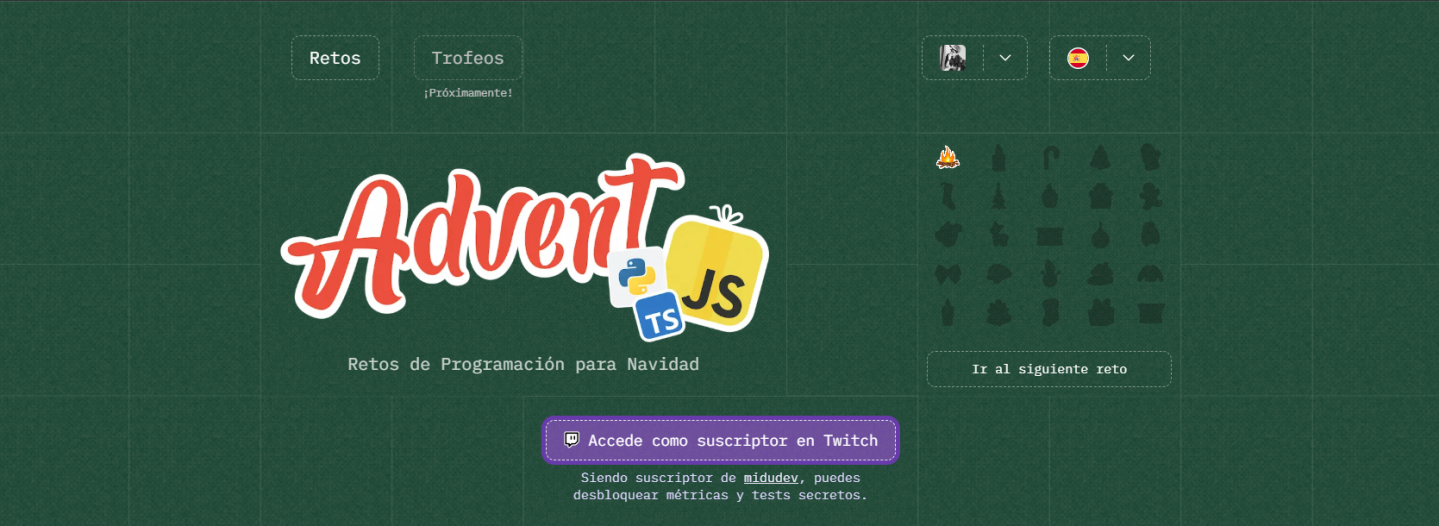 Retos
Trofeos
¡Próximamente!
Advent
JS
TS
Retos de Programación para Navidad
Ir al siguiente reto
Accede como suscriptor en Twitch
Siendo suscriptor de midudev, puedes
desbloquear métricas y tests secretos.